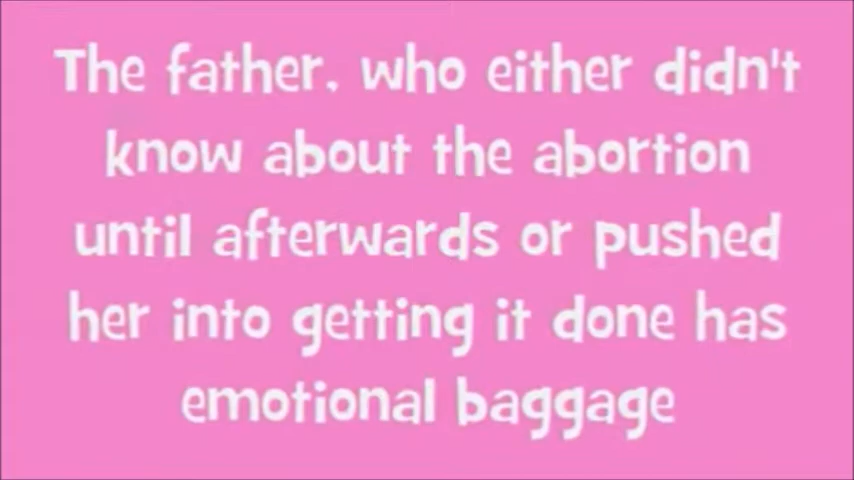 The father, who either didn't
know about the abortion
until afterwards or pushed
her into getting it done has
emotional baggage